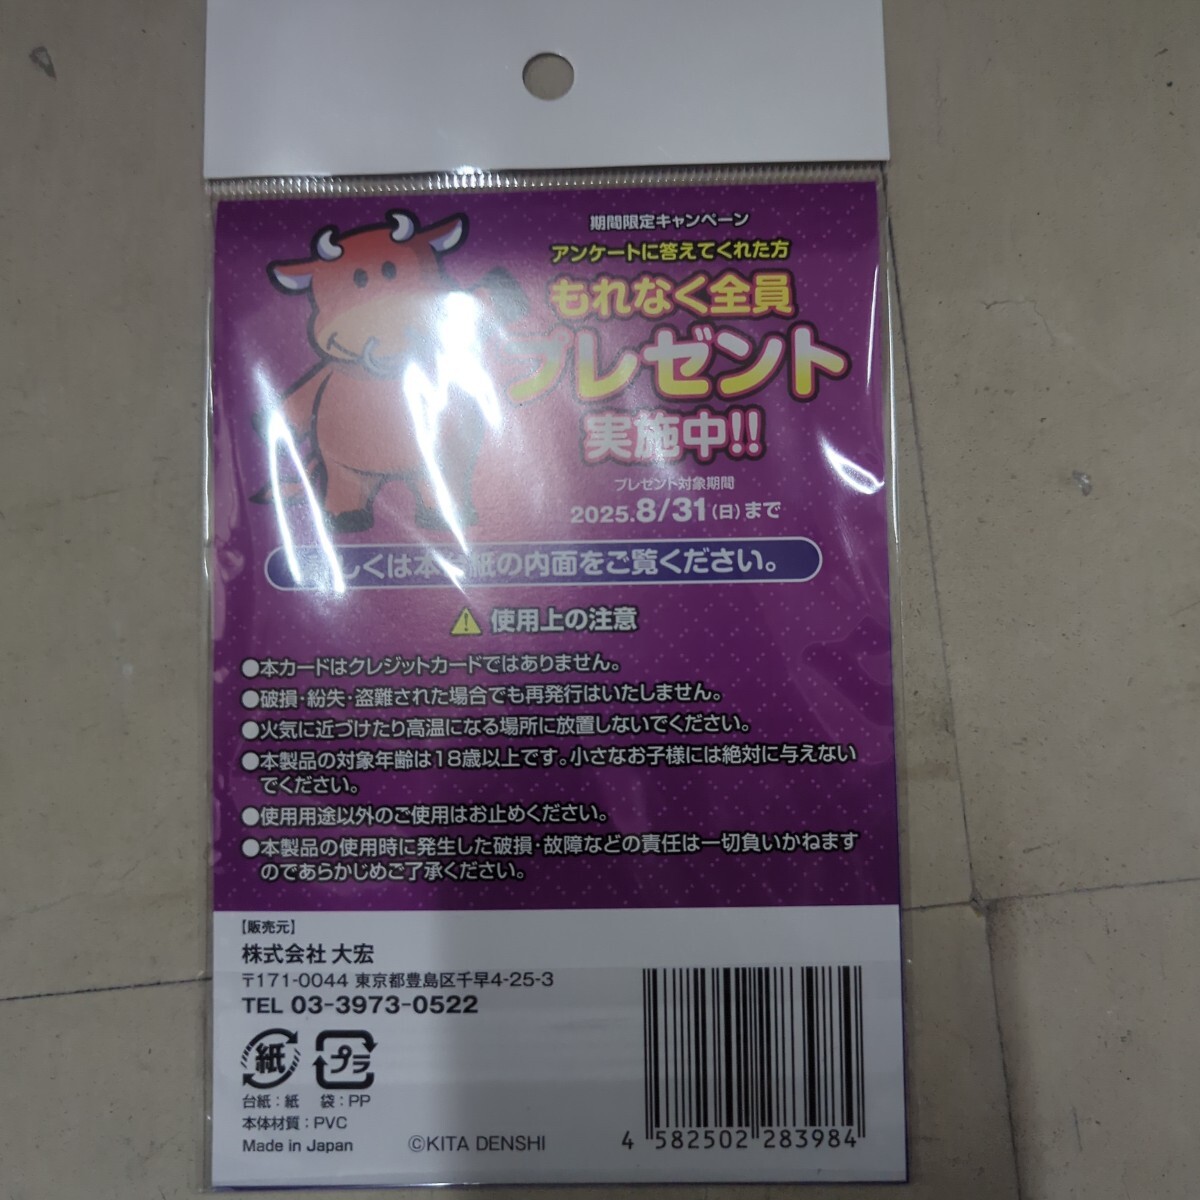 期間限定キャンペーン
アンケートに答えてくれた方
もれなく全員
プレゼント
実施中!!
プレゼント対象期間
2025.8/31(日)まで
しくは本台紙の内面をご覧ください。
使用上の注意
●本カードはクレジットカードではありません。
●破損・紛失・盗難された場合でも再発行はいたしません。
●火気に近づけたり高温になる場所に放置しないでください。
●本製品の対象年齢は18歳以上です。小さなお子様には絶対に与えない
でください。
●使用用途以外のご使用はお止めください。
●本製品の使用時に発生した破損・故障などの責任は一切負いかねます
のであらかじめご了承ください。
【販売元】
株式会社 大宏
〒171-0044 東京都豊島区千早4-25-3
TEL 03-3973-0522
紙 プラ
台紙:紙 袋:PP
本体材質:PVC
Made in Japan
©KITA DENSHI
4 582502 283984